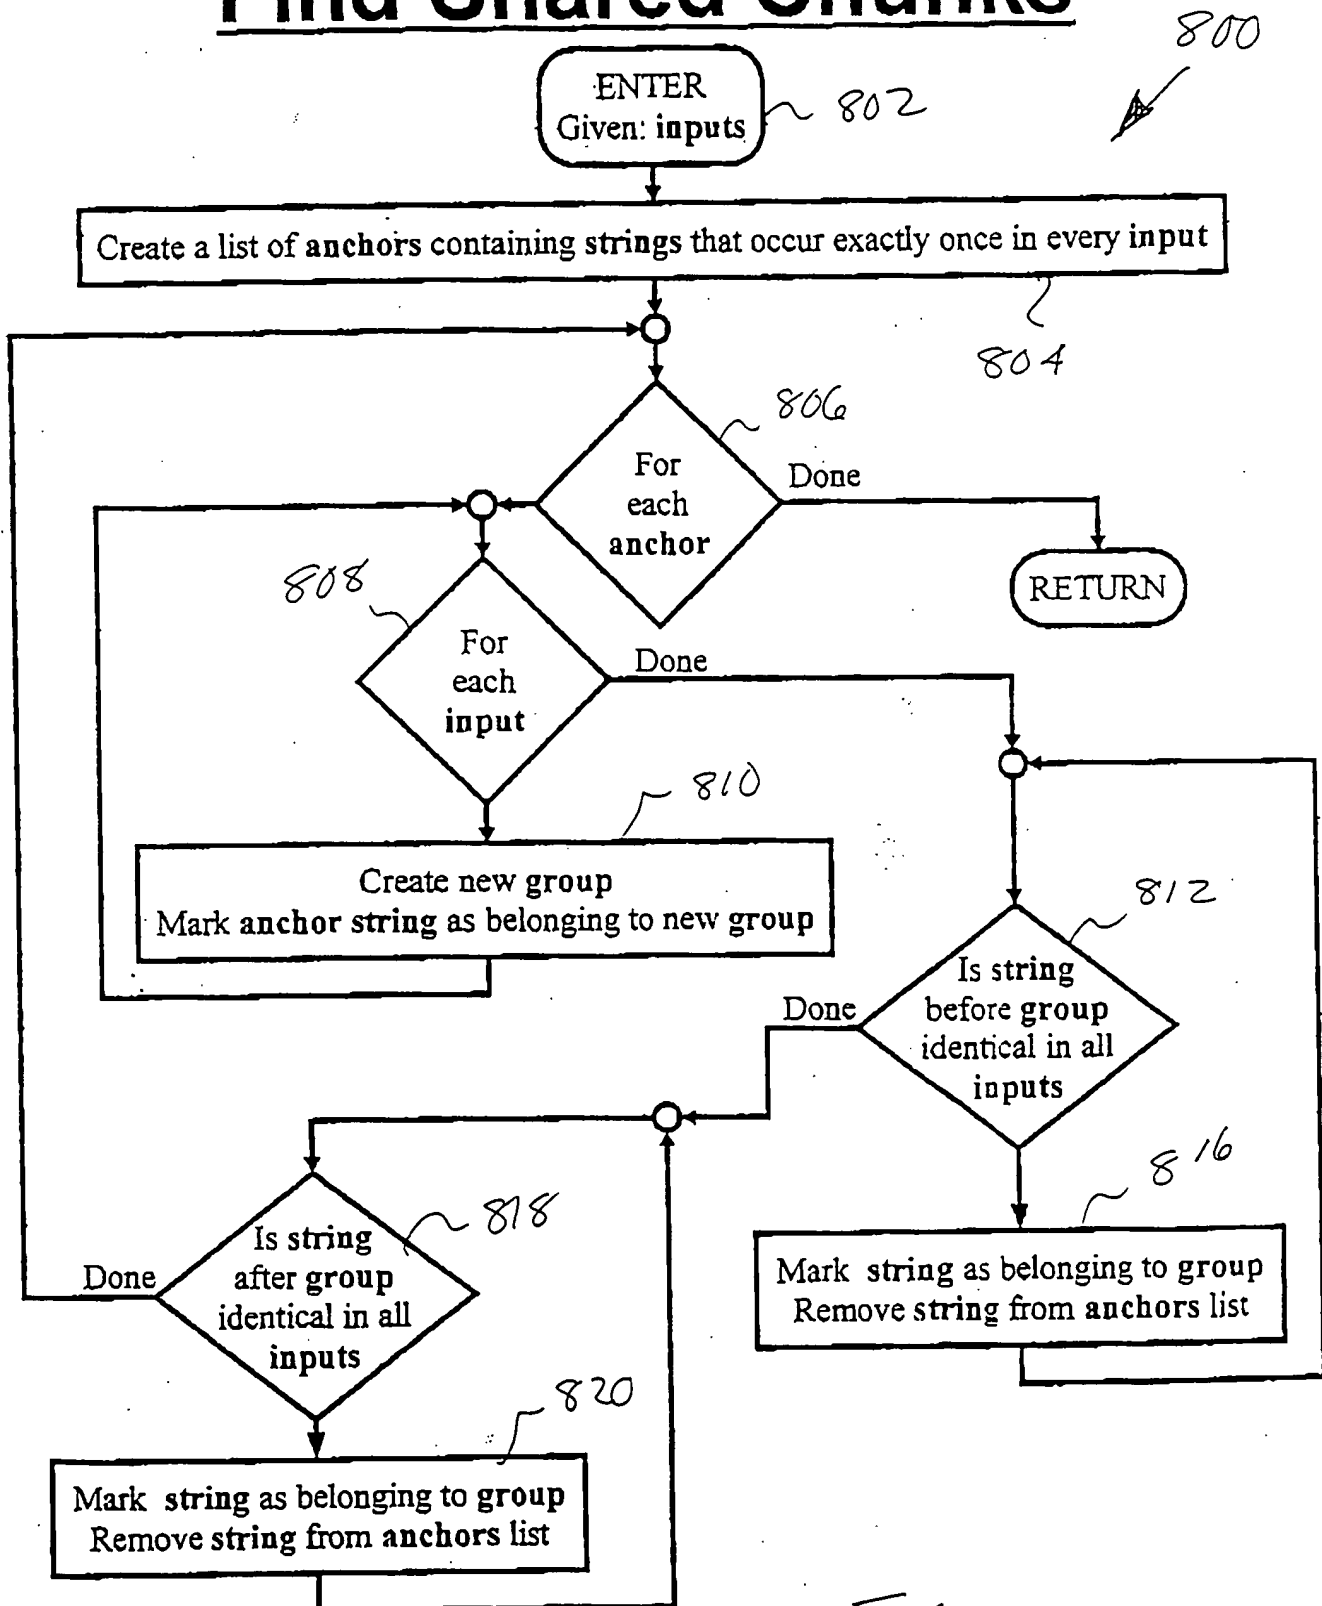 Find Shared Chunks
800
ENTER
Given: inputs
802
Create a list of anchors containing strings that occur exactly once in every input
804
806
For
each
anchor
Done
RETURN
808
For
each
input
Done
810
Create new group
Mark anchor string as belonging to new group
812
Is string
before group
identical in all
inputs
Done
816
Mark string as belonging to group
Remove string from anchors list
818
Is string
after group
identical in all
inputs
Done
820
Mark string as belonging to group
Remove string from anchors list